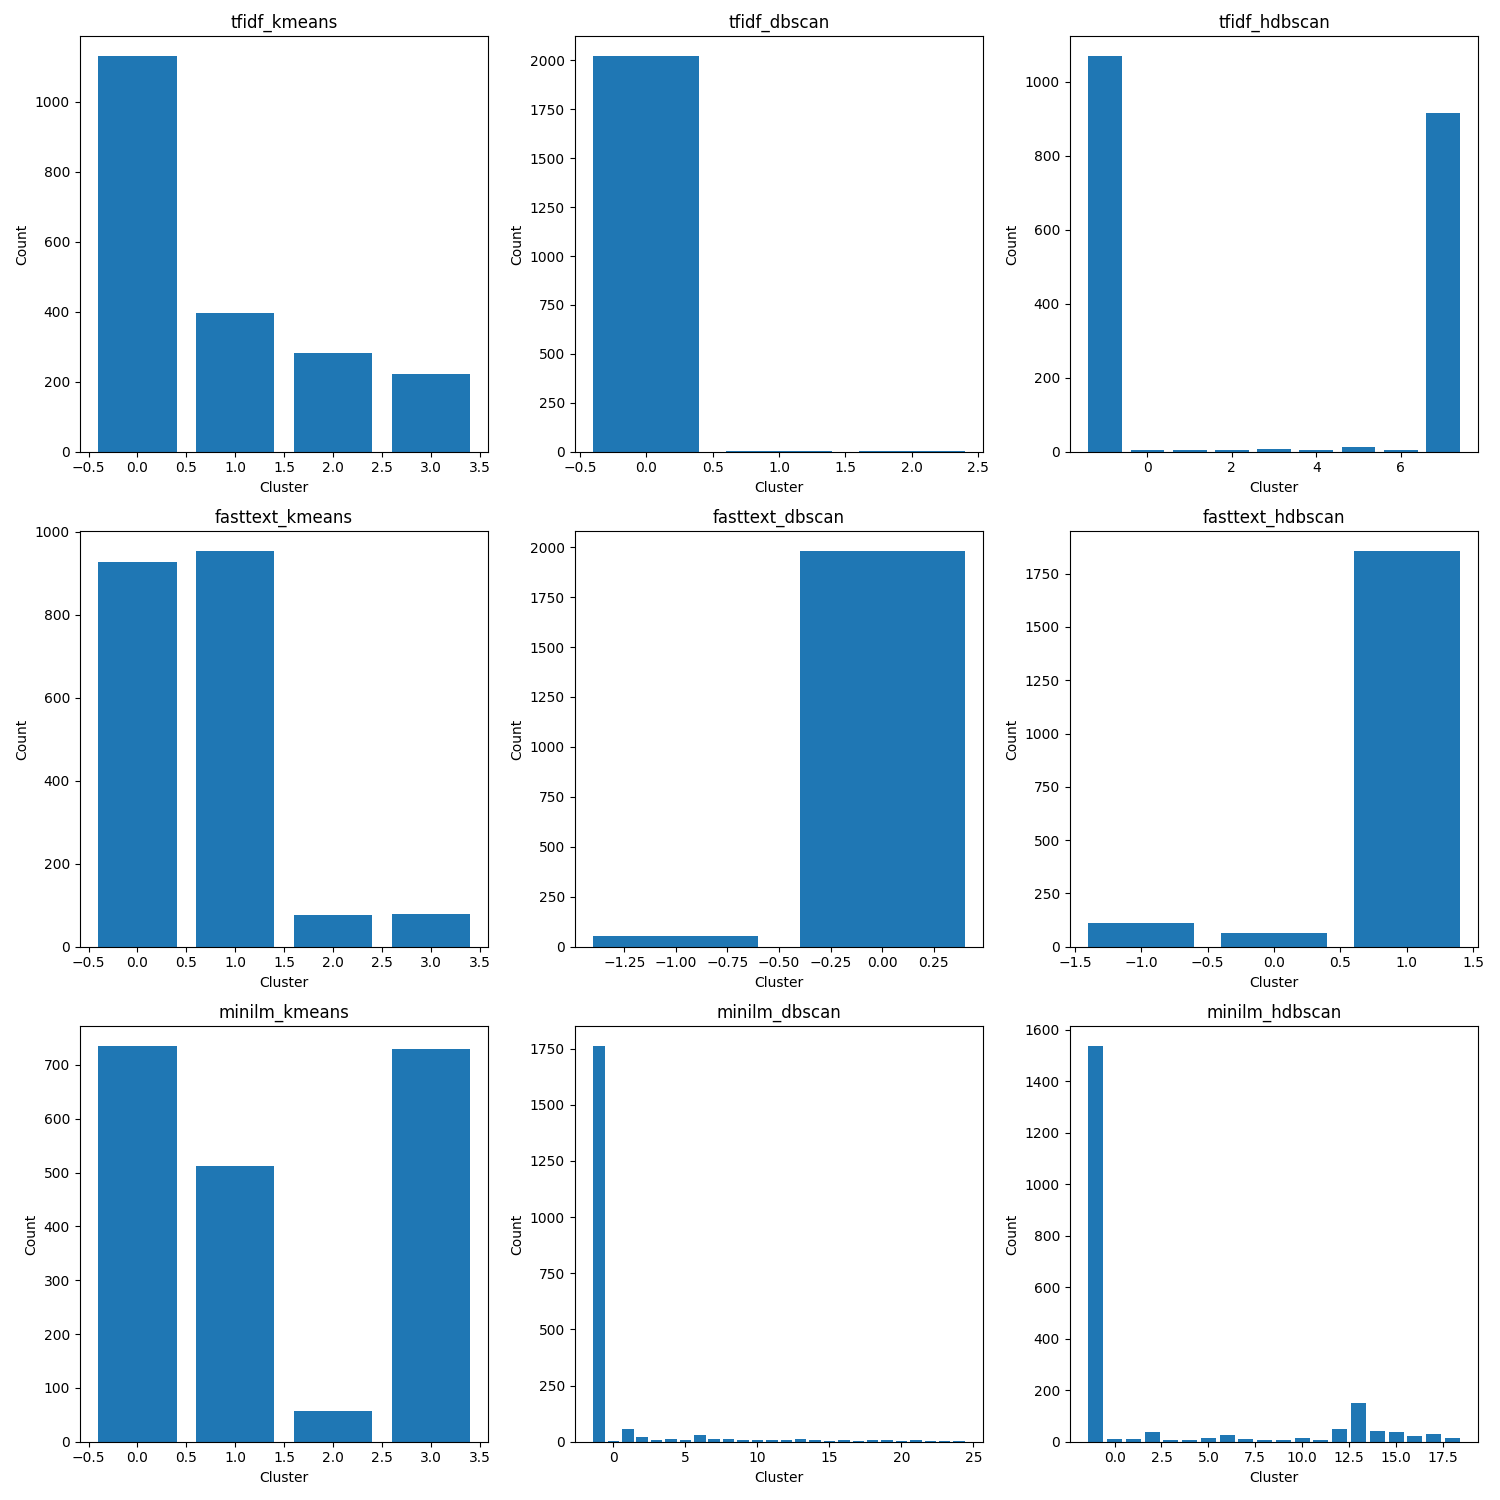 tfidf_kmeans
Count
1000
800
600
400
200
0
−0.5 0.0 0.5 1.0 1.5 2.0 2.5 3.0 3.5
Cluster
tfidf_dbscan
Count
2000
1750
1500
1250
1000
750
500
250
0
−0.5 0.0 0.5 1.0 1.5 2.0 2.5
Cluster
tfidf_hdbscan
Count
1000
800
600
400
200
0
0 2 4 6
Cluster
fasttext_kmeans
Count
1000
800
600
400
200
0
−0.5 0.0 0.5 1.0 1.5 2.0 2.5 3.0 3.5
Cluster
fasttext_dbscan
Count
2000
1750
1500
1250
1000
750
500
250
0
−1.25 −1.00 −0.75 −0.50 −0.25 0.00 0.25
Cluster
fasttext_hdbscan
Count
1750
1500
1250
1000
750
500
250
0
−1.5 −1.0 −0.5 0.0 0.5 1.0 1.5
Cluster
minilm_kmeans
Count
700
600
500
400
300
200
100
0
−0.5 0.0 0.5 1.0 1.5 2.0 2.5 3.0 3.5
Cluster
minilm_dbscan
Count
1750
1500
1250
1000
750
500
250
0
0 5 10 15 20 25
Cluster
minilm_hdbscan
Count
1600
1400
1200
1000
800
600
400
200
0
0.0 2.5 5.0 7.5 10.0 12.5 15.0 17.5
Cluster